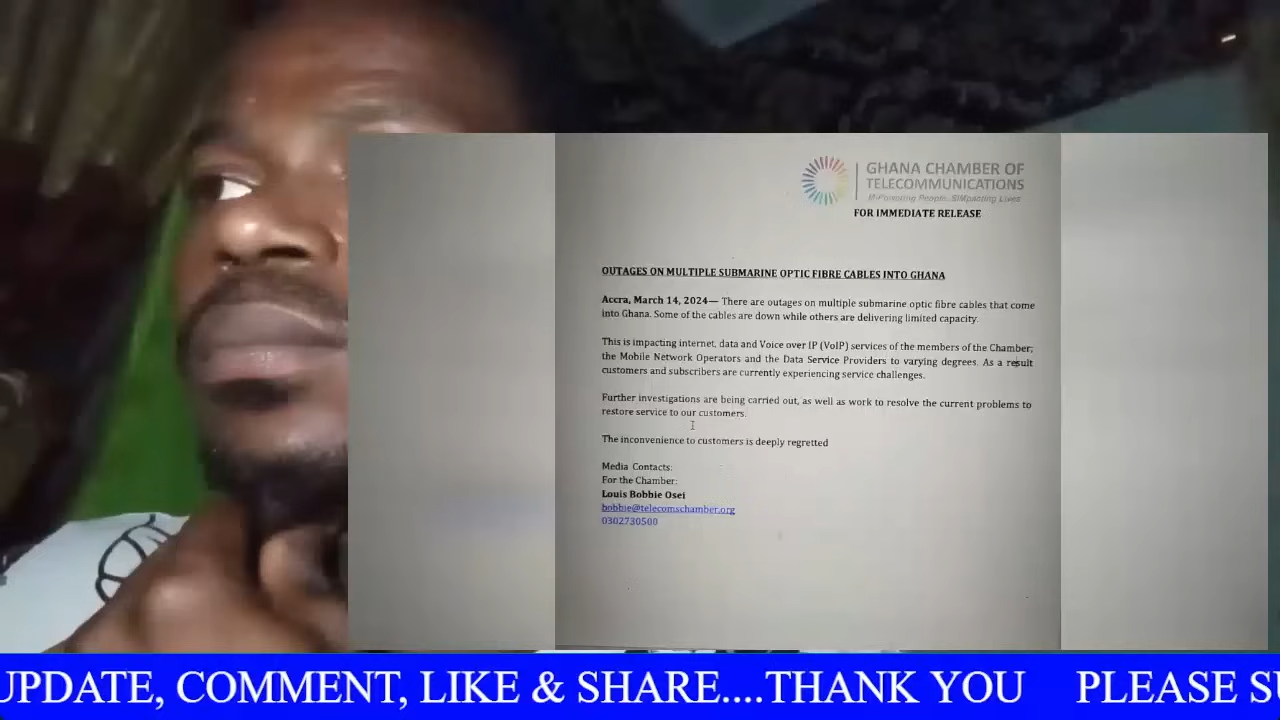 GHANA CHAMBER OF
TELECOMMUNICATIONS
FOR IMMEDIATE RELEASE
OUTAGES ON MULTIPLE SUBMARINE OPTIC FIBRE CABLES INTO GHANA
Accra, March 14, 2024— There are outages on multiple submarine optic fibre cables that come
into Ghana. Some of the cables are down while others are delivering limited capacity.
This is impacting internet, data and Voice over IP (VoIP) services of the members of the Chamber;
the Mobile Network Operators and the Data Service Providers to varying degrees. As a result
customers and subscribers are currently experiencing service challenges.
Further investigations are being carried out, as well as work to resolve the current problems to
restore service to our customers.
The inconvenience to customers is deeply regretted
Media Contacts:
For the Chamber:
Louis Bobbie Osei
bobbie@telecomschamber.org
0302730500
UPDATE, COMMENT, LIKE & SHARE....THANK YOU PLEASE SU